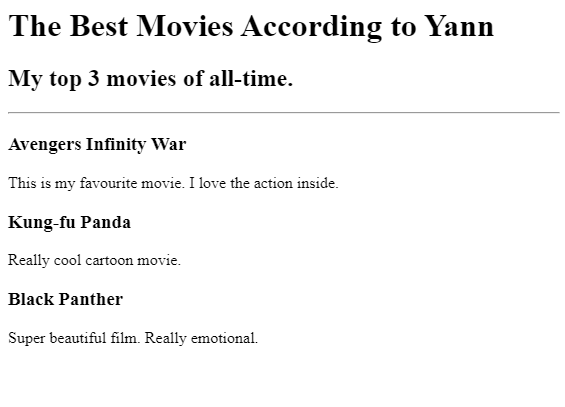 The Best Movies According to Yann
My top 3 movies of all-time.
Avengers Infinity War
This is my favourite movie. I love the action inside.
Kung-fu Panda
Really cool cartoon movie.
Black Panther
Super beautiful film. Really emotional.